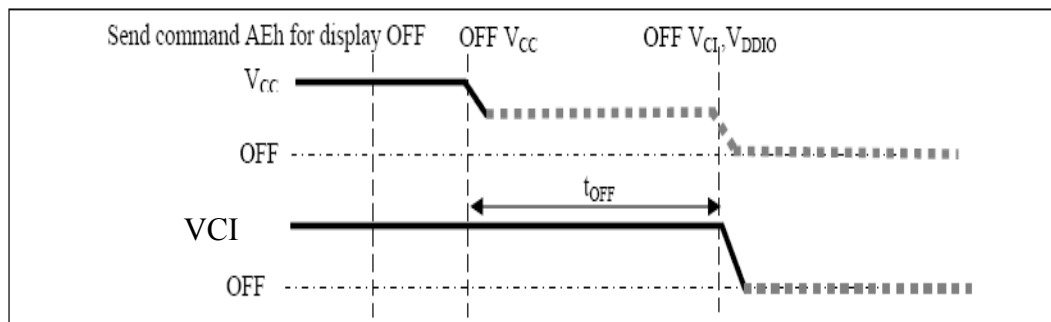 Send command AEh for display OFF OFF VCC OFF VCI, VDDIO
VCC
OFF
tOFF
VCI
OFF